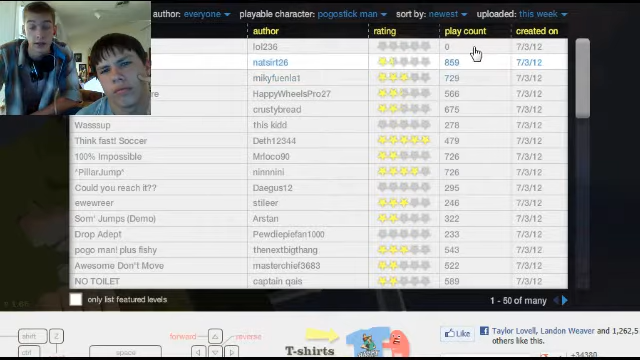 author: everyone playable character: pogostick man sort by: newest uploaded: this week
author rating play count created on
lol236 0 7/3/12
natsirt26 859 7/3/12
mikyfuenla1 729 7/3/12
HappyWheelsPro27 566 7/3/12
crustybread 675 7/3/12
Wasssup this kidd 278 7/3/12
Think fast! Soccer Deth12344 479 7/3/12
100% Impossible Mrloco90 726 7/3/12
*PillarJump* ninnnini 726 7/3/12
Could you reach it?? Daegus12 295 7/3/12
ewewreer stileer 246 7/3/12
Som' Jumps (Demo) Arstan 322 7/3/12
Drop Adept Pewdiepiefan1000 233 7/3/12
pogo man! plus fishy thenextbigthang 543 7/3/12
Awesome Don't Move masterchief3683 522 7/3/12
NO TOILET captain qais 589 7/3/12
only list featured levels 1 - 50 of many
Like Taylor Lovell, Landon Weaver and 1,262,5
others like this.
shift Z forward reverse
space T-shirts